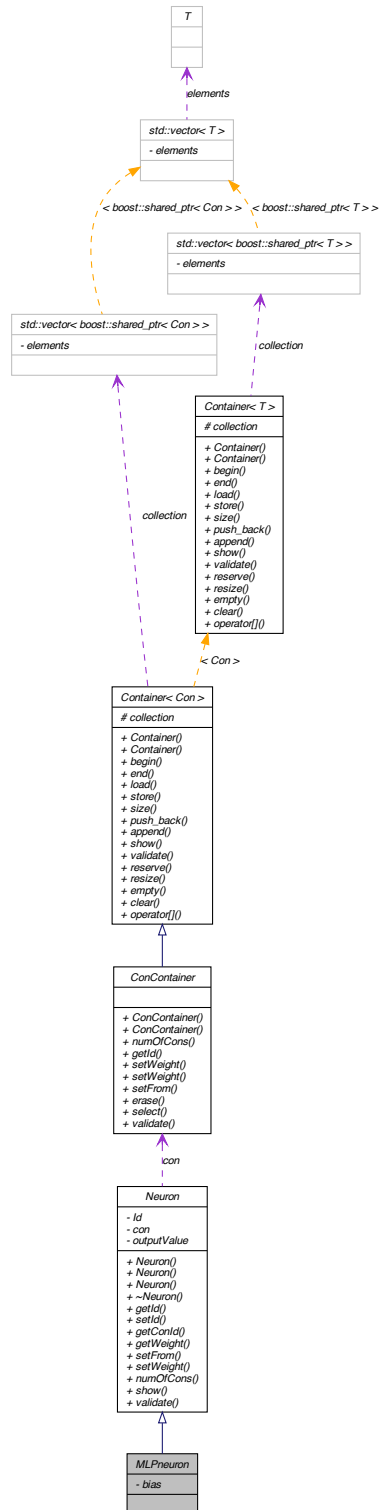 T
elements
std::vector< T >
- elements
< boost::shared_ptr< Con > >
< boost::shared_ptr< T > >
std::vector< boost::shared_ptr< T > >
- elements
std::vector< boost::shared_ptr< Con > >
- elements
collection
Container< T >
# collection
+ Container()
+ Container()
+ begin()
+ end()
+ load()
+ store()
+ size()
+ push_back()
+ append()
+ show()
+ validate()
+ reserve()
+ resize()
+ empty()
+ clear()
+ operator[]()
collection
< Con >
Container< Con >
# collection
+ Container()
+ Container()
+ begin()
+ end()
+ load()
+ store()
+ size()
+ push_back()
+ append()
+ show()
+ validate()
+ reserve()
+ resize()
+ empty()
+ clear()
+ operator[]()
ConContainer
+ ConContainer()
+ ConContainer()
+ numOfCons()
+ getId()
+ setWeight()
+ setWeight()
+ setFrom()
+ erase()
+ select()
+ validate()
con
Neuron
- Id
- con
- outputValue
+ Neuron()
+ Neuron()
+ Neuron()
+ ~Neuron()
+ getId()
+ setId()
+ getConId()
+ getWeight()
+ setFrom()
+ setWeight()
+ numOfCons()
+ show()
+ validate()
MLPneuron
- bias